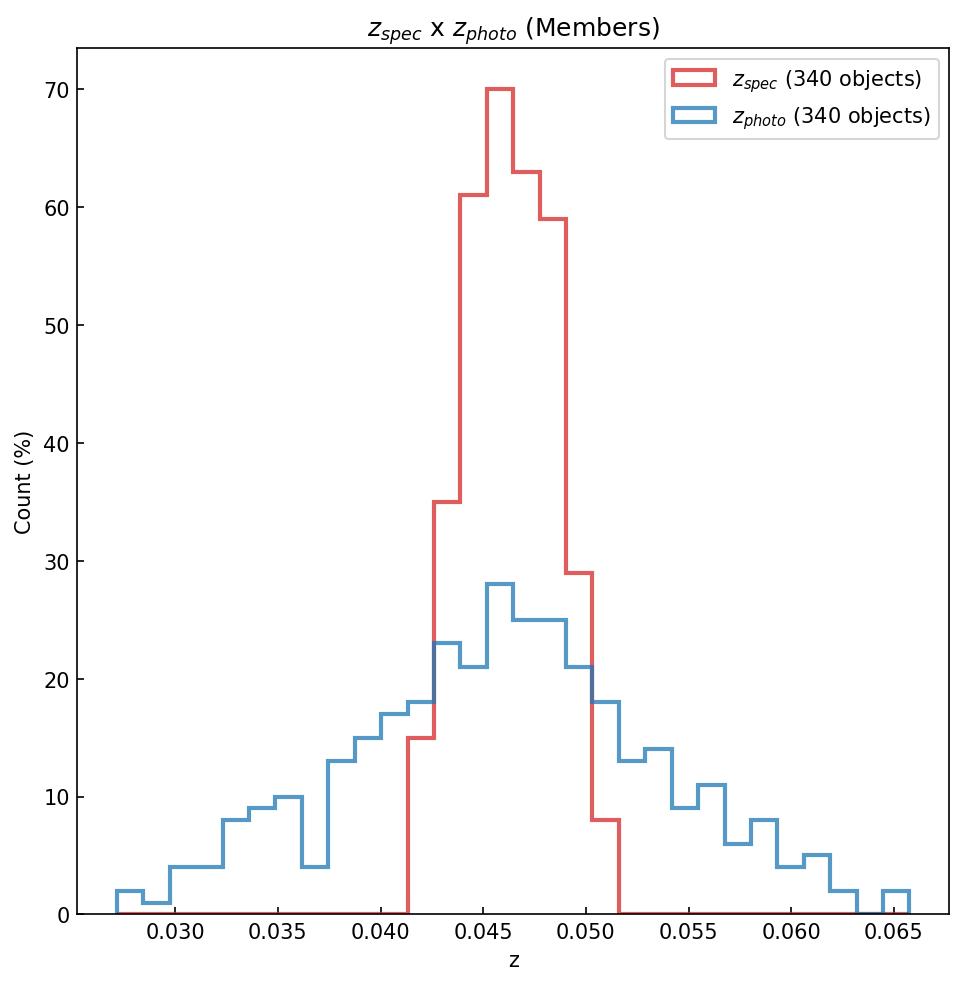 z_spec x z_photo (Members)
z_spec (340 objects)
z_photo (340 objects)
70
60
50
40
30
20
10
0
Count (%)
0.030 0.035 0.040 0.045 0.050 0.055 0.060 0.065
z